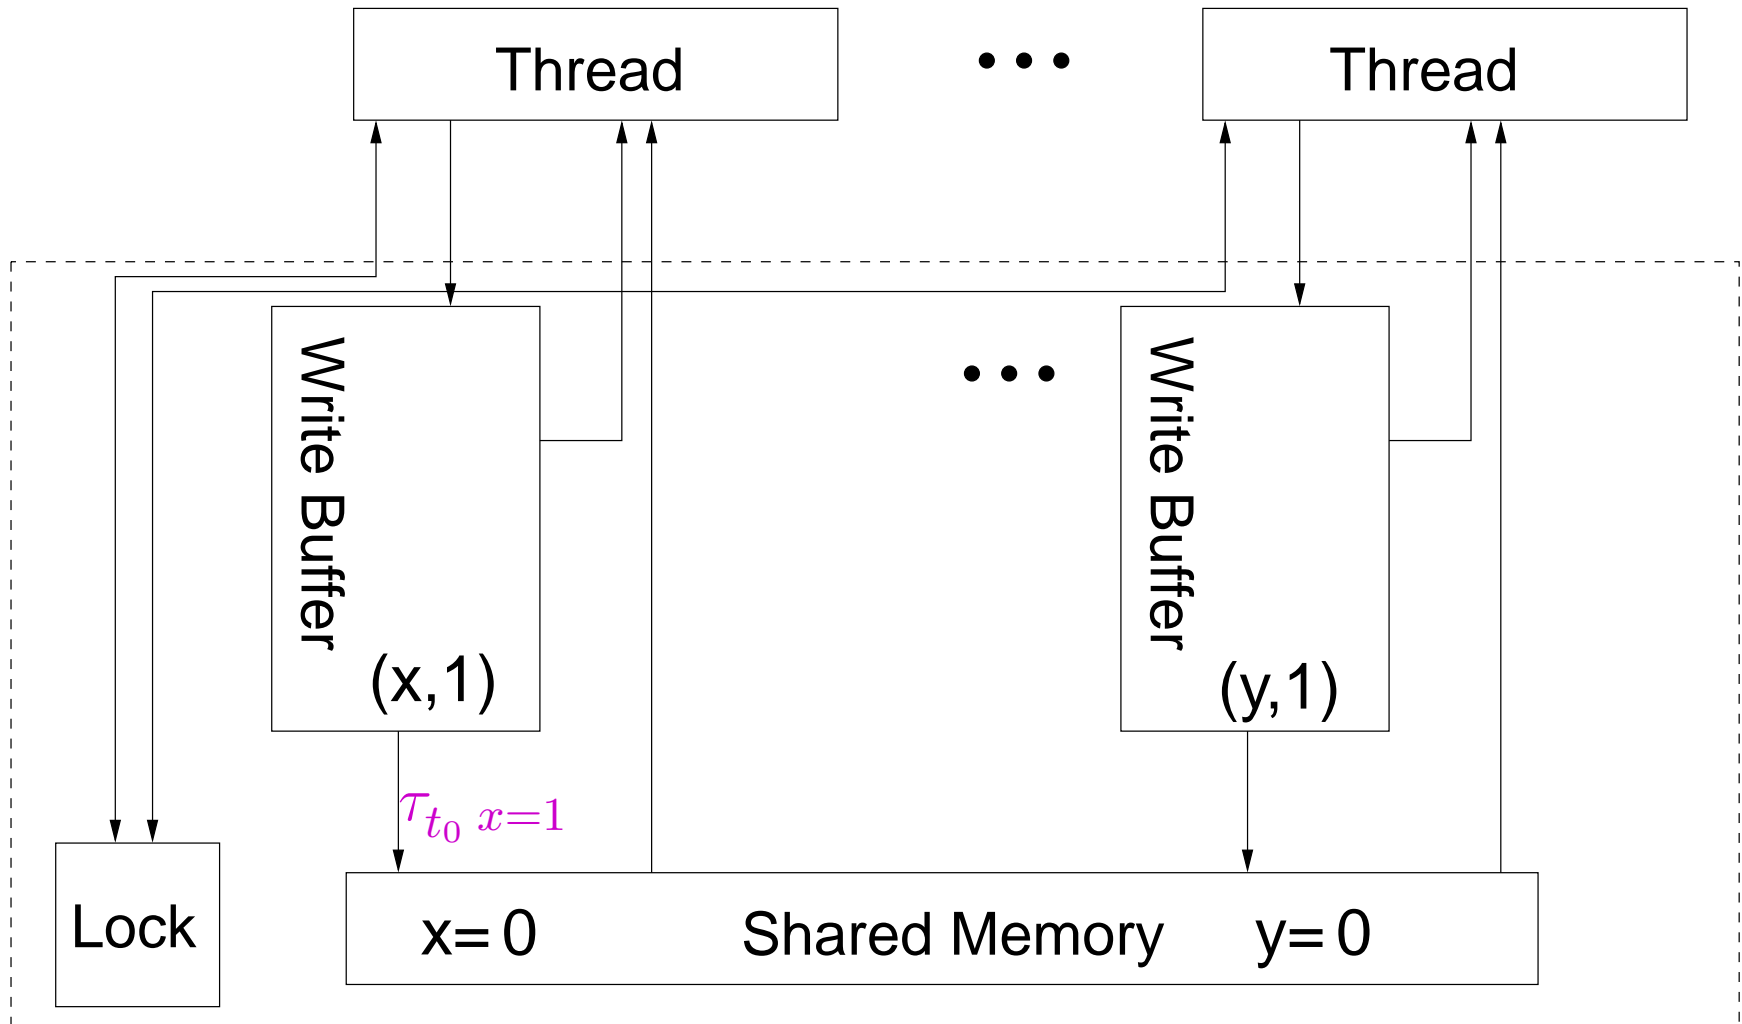 Thread
Thread
Write Buffer
Write Buffer
(x,1)
(y,1)
τ_{t_0} x=1
Lock
x= 0
Shared Memory
y= 0